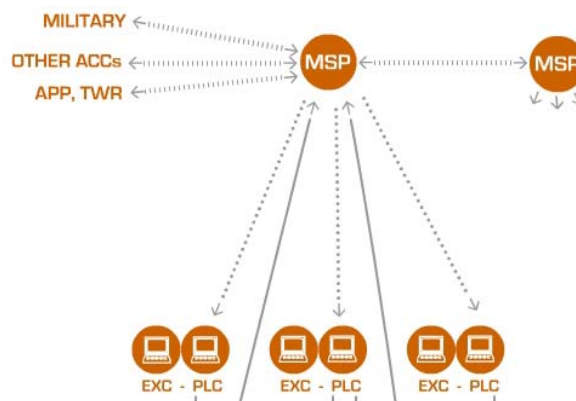 MILITARY
OTHER ACCs
APP, TWR
MSP
MSP
EXC - PLC
EXC - PLC
EXC - PLC